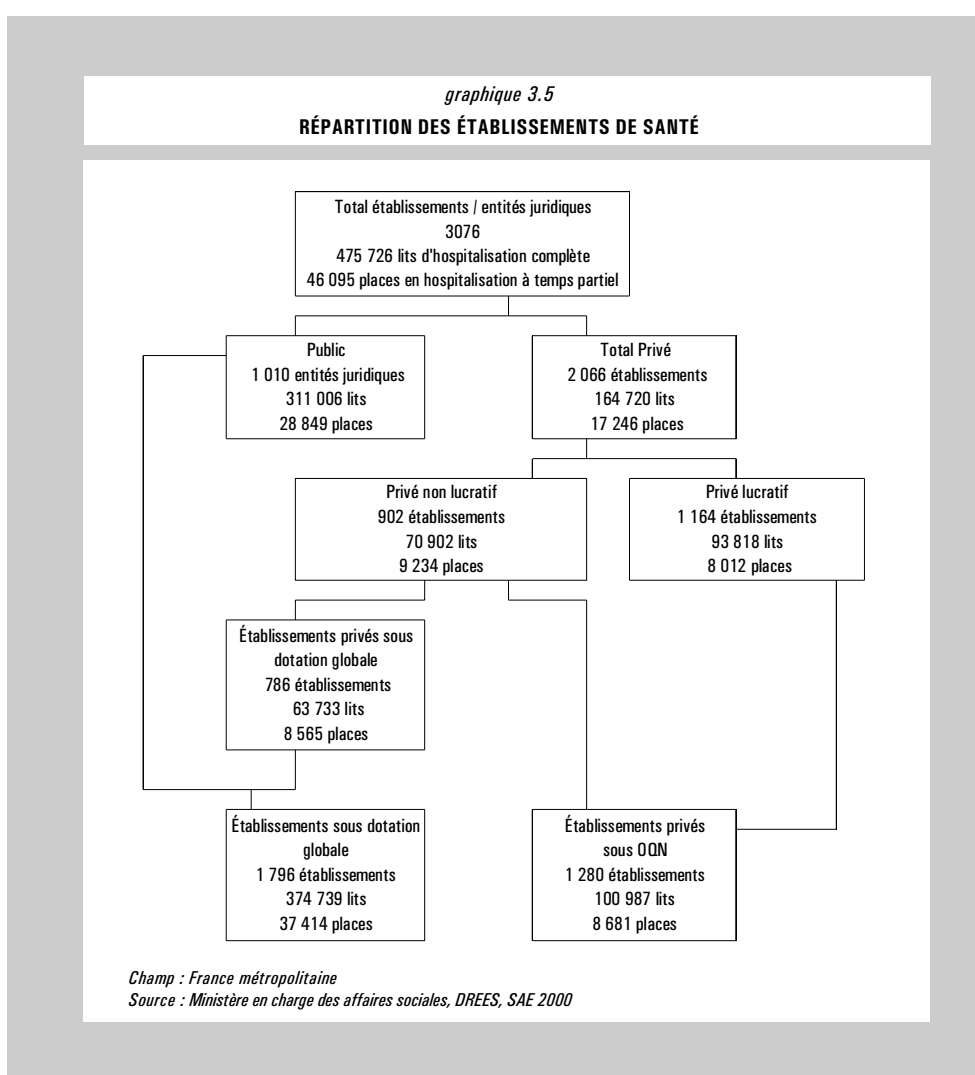 graphique 3.5
RÉPARTITION DES ÉTABLISSEMENTS DE SANTÉ
Total établissements / entités juridiques
3076
475 726 lits d'hospitalisation complète
46 095 places en hospitalisation à temps partiel
Public
1 010 entités juridiques
311 006 lits
28 849 places
Total Privé
2 066 établissements
164 720 lits
17 246 places
Privé non lucratif
902 établissements
70 902 lits
9 234 places
Privé lucratif
1 164 établissements
93 818 lits
8 012 places
Établissements privés sous
dotation globale
786 établissements
63 733 lits
8 565 places
Établissements sous dotation
globale
1 796 établissements
374 739 lits
37 414 places
Établissements privés
sous OQN
1 280 établissements
100 987 lits
8 681 places
Champ : France métropolitaine
Source : Ministère en charge des affaires sociales, DREES, SAE 2000